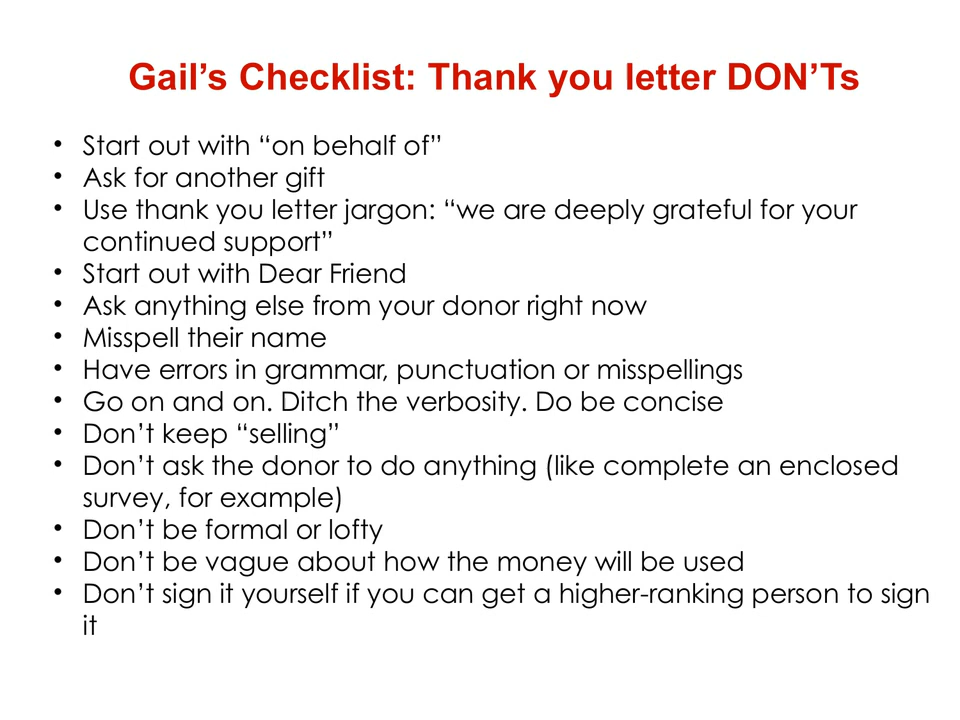 Gail’s Checklist: Thank you letter DON’Ts
• Start out with “on behalf of”
• Ask for another gift
• Use thank you letter jargon: “we are deeply grateful for your
continued support”
• Start out with Dear Friend
• Ask anything else from your donor right now
• Misspell their name
• Have errors in grammar, punctuation or misspellings
• Go on and on. Ditch the verbosity. Do be concise
• Don’t keep “selling”
• Don’t ask the donor to do anything (like complete an enclosed
survey, for example)
• Don’t be formal or lofty
• Don’t be vague about how the money will be used
• Don’t sign it yourself if you can get a higher-ranking person to sign
it